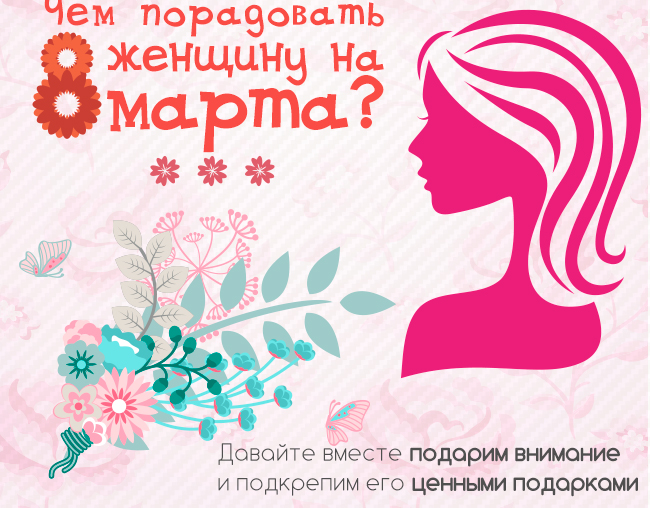 Чем порадовать
8 женщину на
марта?
Давайте вместе подарим внимание
и подкрепим его ценными подарками